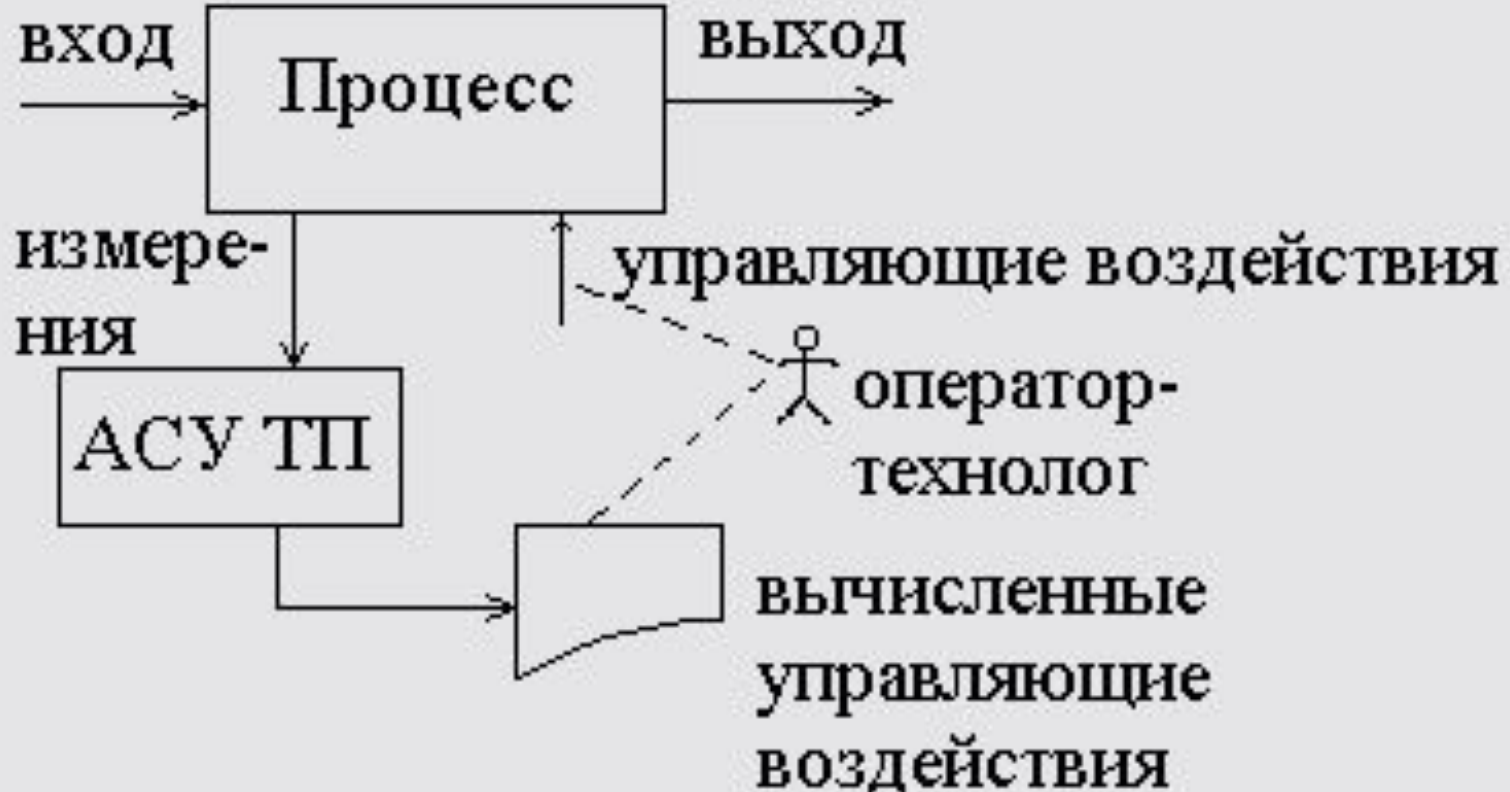 вход
выход
Процесс
измере-
ния
управляющие воздействия
АСУ ТП
оператор-
технолог
вычисленные
управляющие
воздействия